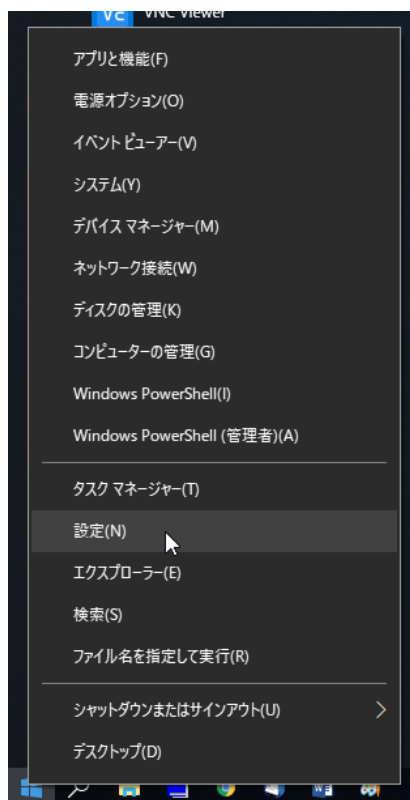 VNC Viewer
アプリと機能(F)
電源オプション(O)
イベント ビューアー(V)
システム(Y)
デバイス マネージャー(M)
ネットワーク接続(W)
ディスクの管理(K)
コンピューターの管理(G)
Windows PowerShell(I)
Windows PowerShell (管理者)(A)
タスク マネージャー(T)
設定(N)
エクスプローラー(E)
検索(S)
ファイル名を指定して実行(R)
シャットダウンまたはサインアウト(U)
デスクトップ(D)